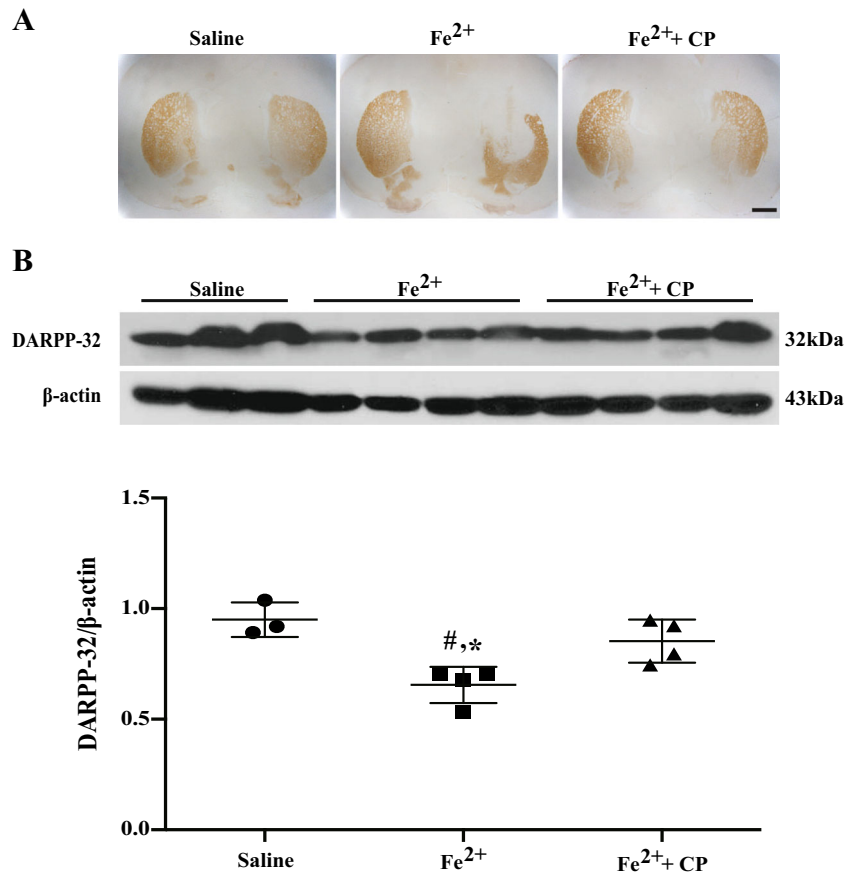 A
Saline Fe²⁺ Fe²⁺+ CP
B
Saline Fe²⁺ Fe²⁺+ CP
DARPP-32 32kDa
β-actin 43kDa
1.5
1.0
0.5
0.0
DARPP-32/β-actin
#,*
Saline Fe²⁺ Fe²⁺+ CP